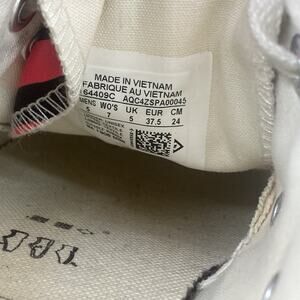 MADE IN VIETNAM
FABRIQUE AU VIETNAM
164409C AQC4ZSPA00045
MENS WO'S UK EUR CM
5 7 5 37.5 24